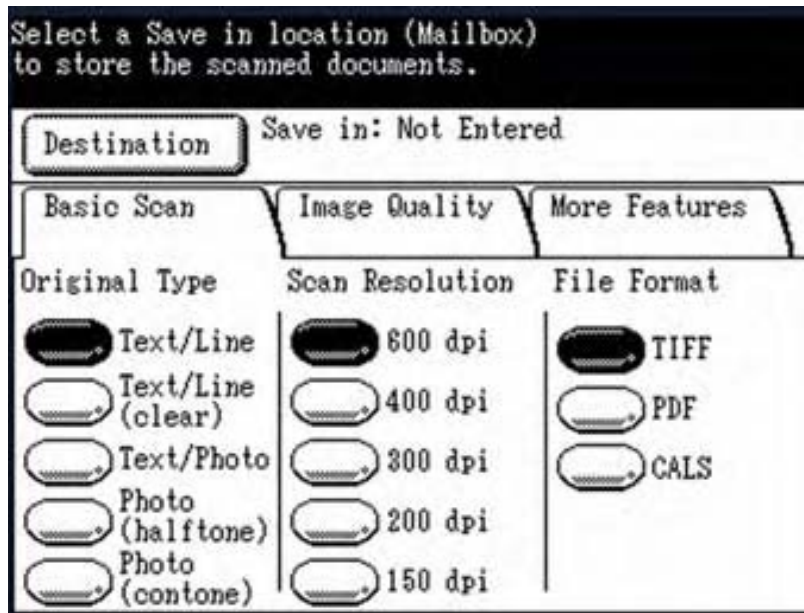 Select a Save in location (Mailbox)
to store the scanned documents.
Destination
Save in: Not Entered
Basic Scan
Image Quality
More Features
Original Type
Text/Line
Text/Line
(clear)
Text/Photo
Photo
(halftone)
Photo
(contone)
Scan Resolution
600 dpi
400 dpi
300 dpi
200 dpi
150 dpi
File Format
TIFF
PDF
CALS